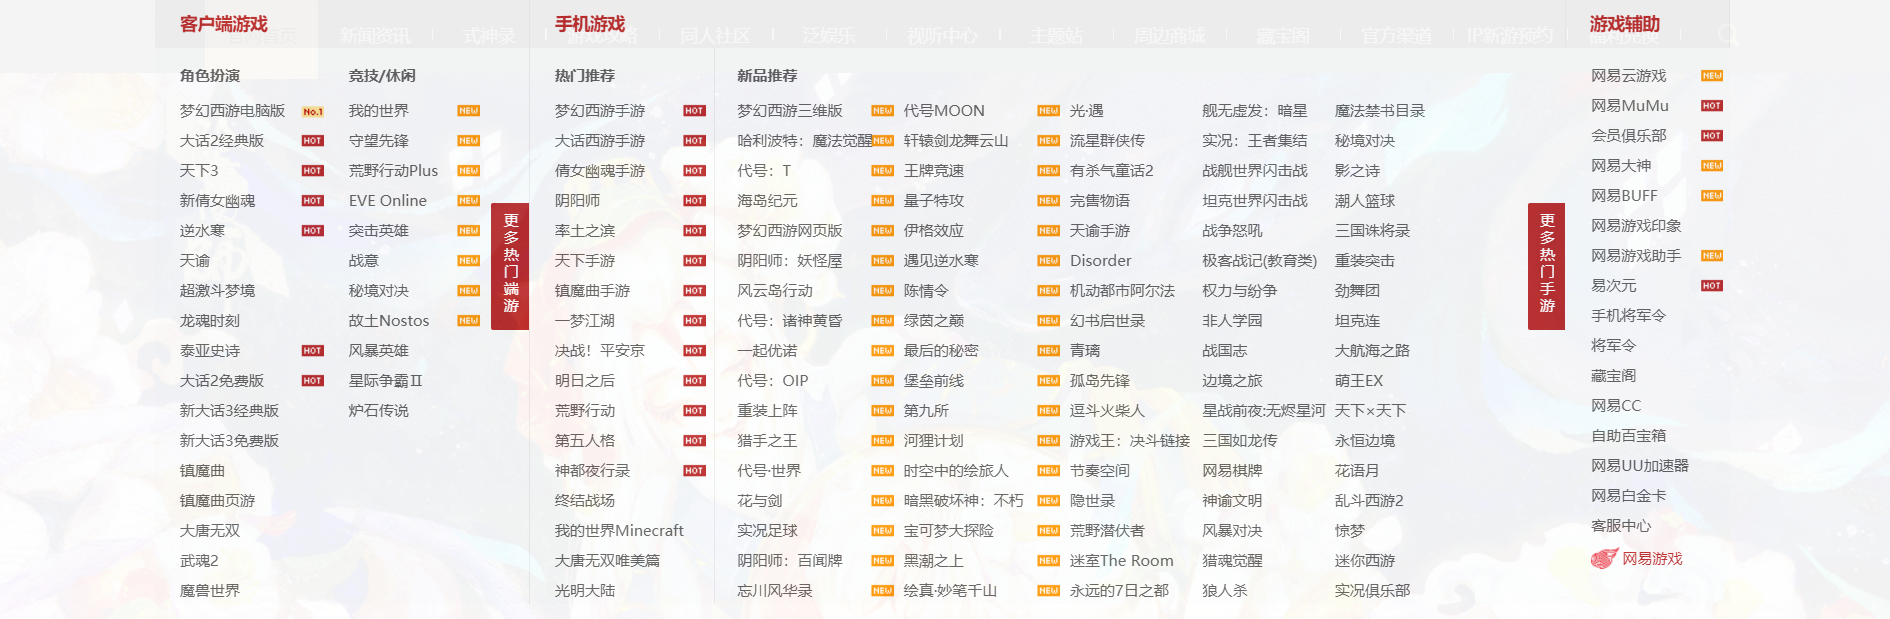 客户端游戏
角色扮演
梦幻西游电脑版 No.1
大话2经典版 HOT
天下3 HOT
新倩女幽魂 HOT
逆水寒 HOT
天谕
超激斗梦境
龙魂时刻
泰亚史诗 HOT
大话2免费版 HOT
新大话3经典版
新大话3免费版
镇魔曲
镇魔曲页游
大唐无双
武魂2
魔兽世界
竞技/休闲
我的世界 NEW
守望先锋 NEW
荒野行动Plus NEW
EVE Online NEW
突击英雄 NEW
战意 NEW
秘境对决 NEW
故土Nostos NEW
风暴英雄
星际争霸Ⅱ
炉石传说
更多热门端游
手机游戏
热门推荐
梦幻西游手游 HOT
大话西游手游 HOT
倩女幽魂手游 HOT
阴阳师 HOT
率土之滨 HOT
天下手游 HOT
镇魔曲手游 HOT
一梦江湖 HOT
决战！平安京 HOT
明日之后 HOT
荒野行动 HOT
第五人格 HOT
神都夜行录 HOT
终结战场
我的世界Minecraft
大唐无双唯美篇
光明大陆
新品推荐
梦幻西游三维版 NEW
哈利波特：魔法觉醒 NEW
代号：T NEW
海岛纪元 NEW
梦幻西游网页版 NEW
阴阳师：妖怪屋 NEW
风云岛行动 NEW
代号：诸神黄昏 NEW
一起优诺 NEW
代号：OIP NEW
重装上阵 NEW
猎手之王 NEW
代号·世界 NEW
花与剑 NEW
实况足球 NEW
阴阳师：百闻牌 NEW
忘川风华录 NEW
代号MOON NEW
轩辕剑龙舞云山 NEW
王牌竞速 NEW
量子特攻 NEW
伊格效应 NEW
遇见逆水寒 NEW
陈情令 NEW
绿茵之巅 NEW
最后的秘密 NEW
堡垒前线 NEW
第九所 NEW
河狸计划 NEW
时空中的绘旅人 NEW
暗黑破坏神：不朽 NEW
宝可梦大探险 NEW
黑潮之上 NEW
绘真·妙笔千山 NEW
光·遇
流星群侠传
有杀气童话2
完售物语
天谕手游
Disorder
机动都市阿尔法
幻书启世录
青璃
孤岛先锋
逗斗火柴人
游戏王：决斗链接
节奏空间
隐世录
荒野潜伏者
迷室The Room
永远的7日之都
舰无虚发：暗星
实况：王者集结
战舰世界闪击战
坦克世界闪击战
战争怒吼
极客战记(教育类)
权力与纷争
非人学园
战国志
边境之旅
星战前夜:无烬星河
三国如龙传
网易棋牌
神谕文明
风暴对决
猎魂觉醒
狼人杀
魔法禁书目录
秘境对决
影之诗
潮人篮球
三国诛将录
重装突击
劲舞团
坦克连
大航海之路
萌王EX
天下×天下
永恒边境
花语月
乱斗西游2
惊梦
迷你西游
实况俱乐部
更多热门手游
游戏辅助
网易云游戏 NEW
网易MuMu HOT
会员俱乐部 HOT
网易大神 NEW
网易BUFF NEW
网易游戏印象
网易游戏助手 NEW
易次元 HOT
手机将军令
将军令
藏宝阁
网易CC
自助百宝箱
网易UU加速器
网易白金卡
客服中心
网易游戏
新闻资讯
式神录
游戏攻略
同人社区
泛娱乐
视听中心
主题站
周边商城
藏宝阁
官方渠道
IP新游预约